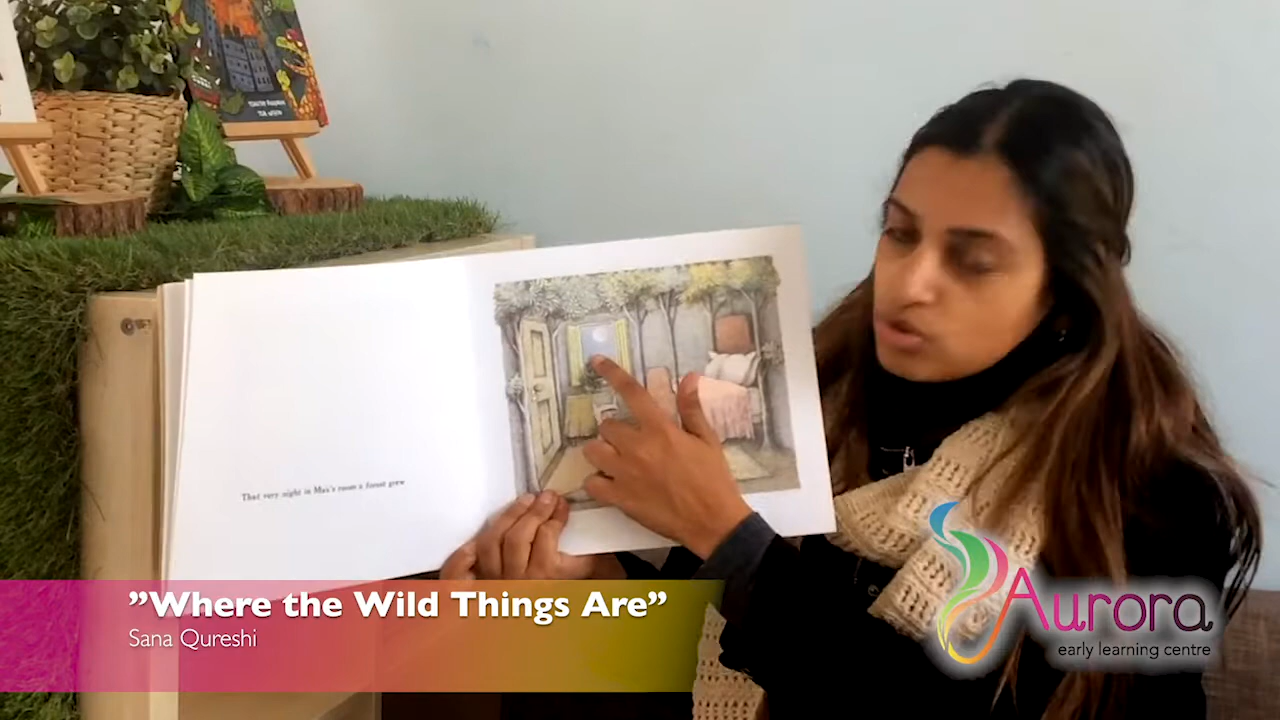 That very night in Max's room a forest grew
"Where the Wild Things Are"
Sana Qureshi
Aurora
early learning centre